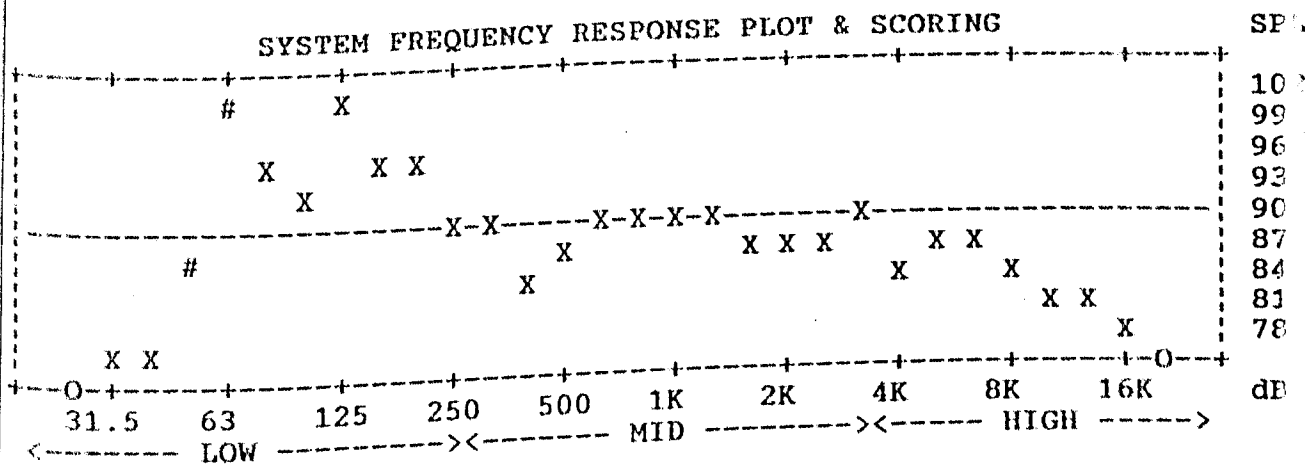 SYSTEM FREQUENCY RESPONSE PLOT & SCORING
+-------+-------+-------+-------+-------+-------+-------+-------+-------+-------+---+
# X 99
96
X X X 93
X 90
-----------------------------X-X------X-X-X-X--------X-----------------------
X X X X X X 87
# X X X 84
X X 81
X 78
X X
+---O-+-------+-------+-------+-------+-------+-------+-------+-------+-------+-O---+
31.5 63 125 250 500 1K 2K 4K 8K 16K
<-------- LOW -----------><------- MID --------><----- HIGH ----->